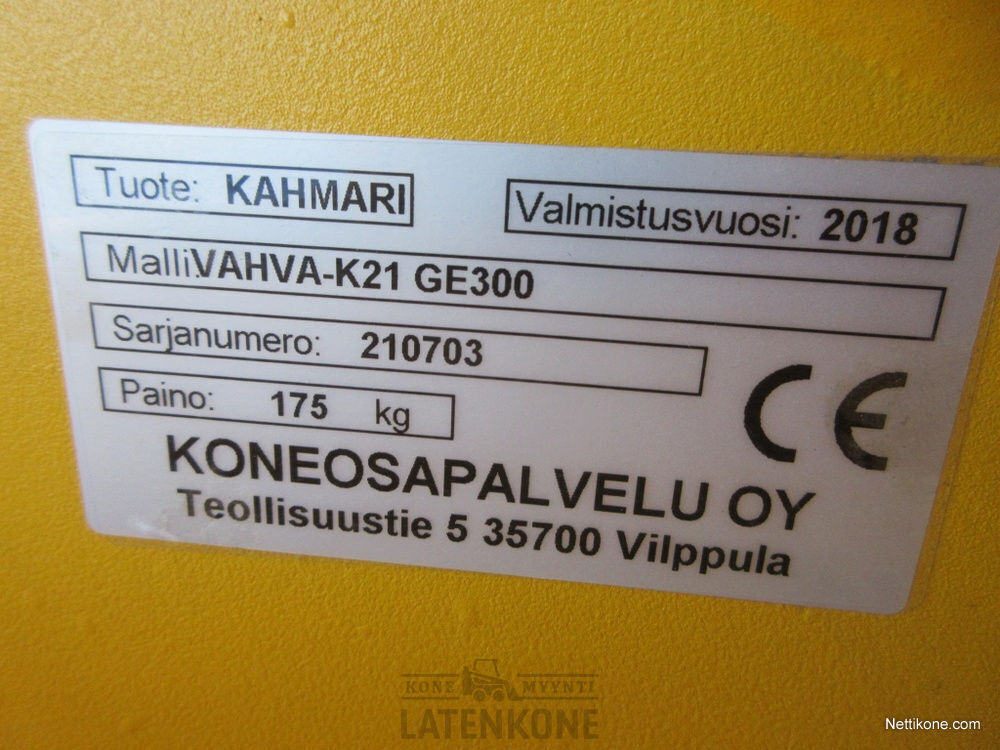 Tuote: KAHMARI
Valmistusvuosi: 2018
MalliVAHVA-K21 GE300
Sarjanumero: 210703
Paino: 175 kg
CE
KONEOSAPALVELU OY
Teollisuustie 5 35700 Vilppula
KONE MYYNTI
LATENKONE
Nettikone.com